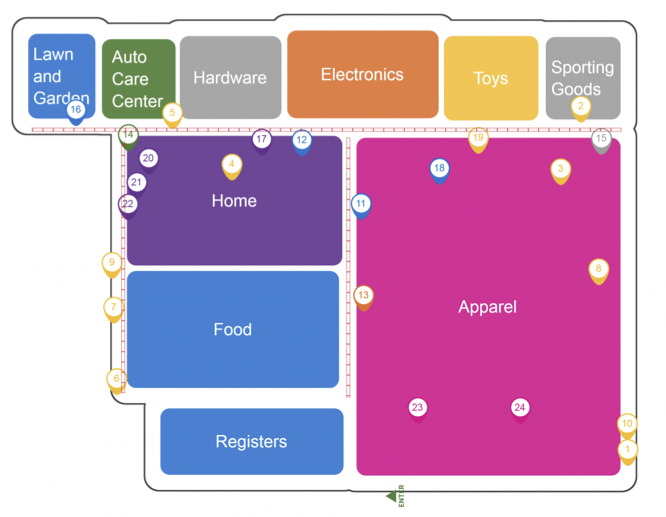 Lawn
and
Garden
Auto
Care
Center
Hardware
Electronics
Toys
Sporting
Goods
16
5
2
14
17
12
19
15
20
4
18
3
21
22
Home
11
9
8
13
7
Apparel
Food
6
23
24
10
Registers
1
ENTER